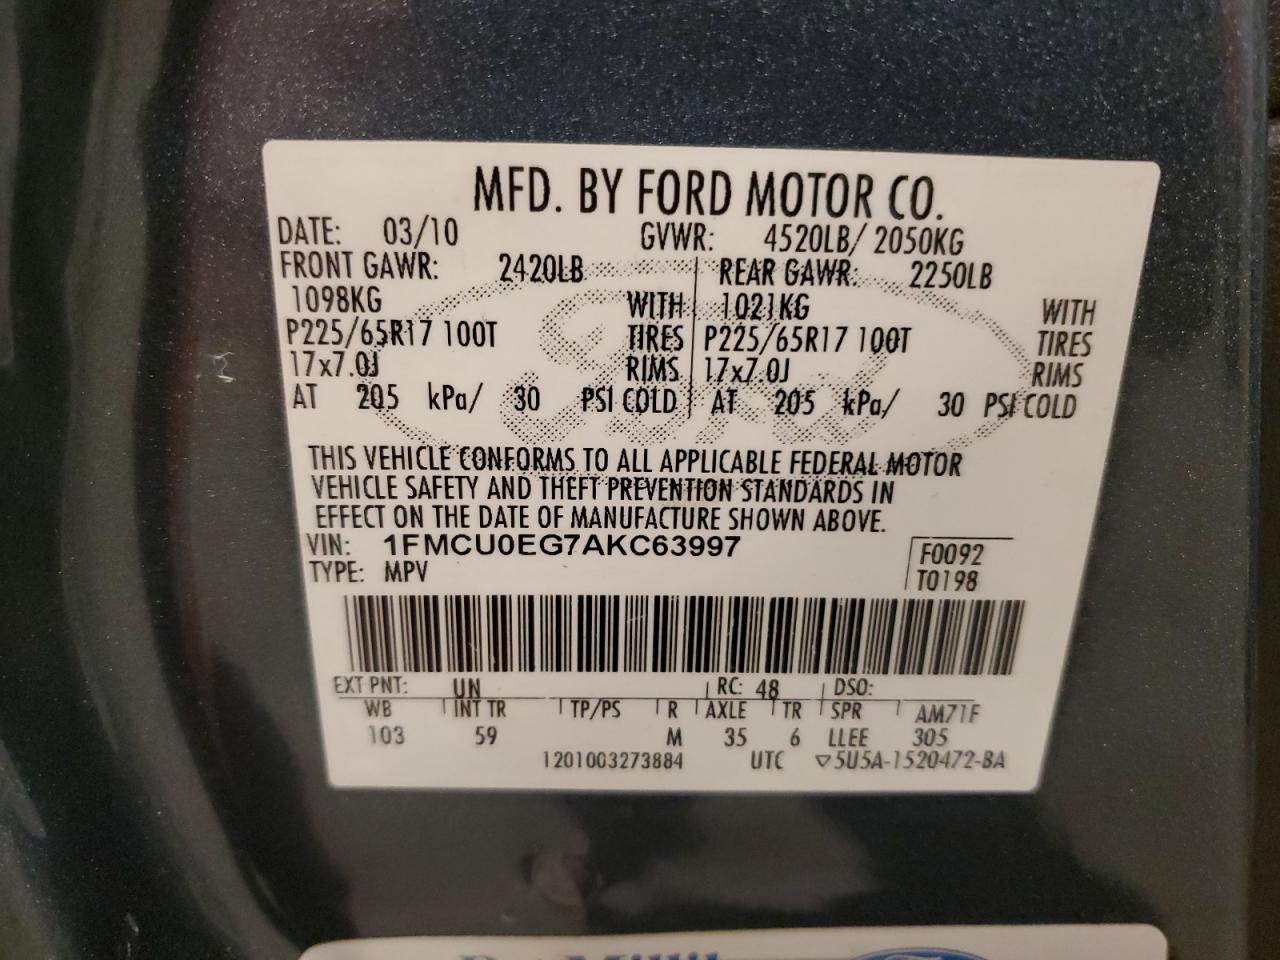 MFD. BY FORD MOTOR CO.
DATE: 03/10 GVWR: 4520LB/ 2050KG
FRONT GAWR: 2420LB REAR GAWR: 2250LB
1098KG WITH 1021KG WITH
P225/65R17 100T TIRES P225/65R17 100T TIRES
17x7.0J RIMS 17x7.0J RIMS
AT 205 kPa/ 30 PSI COLD AT 205 kPa/ 30 PSI COLD
THIS VEHICLE CONFORMS TO ALL APPLICABLE FEDERAL MOTOR
VEHICLE SAFETY AND THEFT PREVENTION STANDARDS IN
EFFECT ON THE DATE OF MANUFACTURE SHOWN ABOVE.
VIN: 1FMCU0EG7AKC63997 F0092
TYPE: MPV T0198
EXT PNT: UN RC: 48 DSO:
WB INT TR TP/PS R AXLE TR SPR AM71F
103 59 M 35 6 LLEE 305
1201003273884 UTC ▽5U5A-1520472-BA